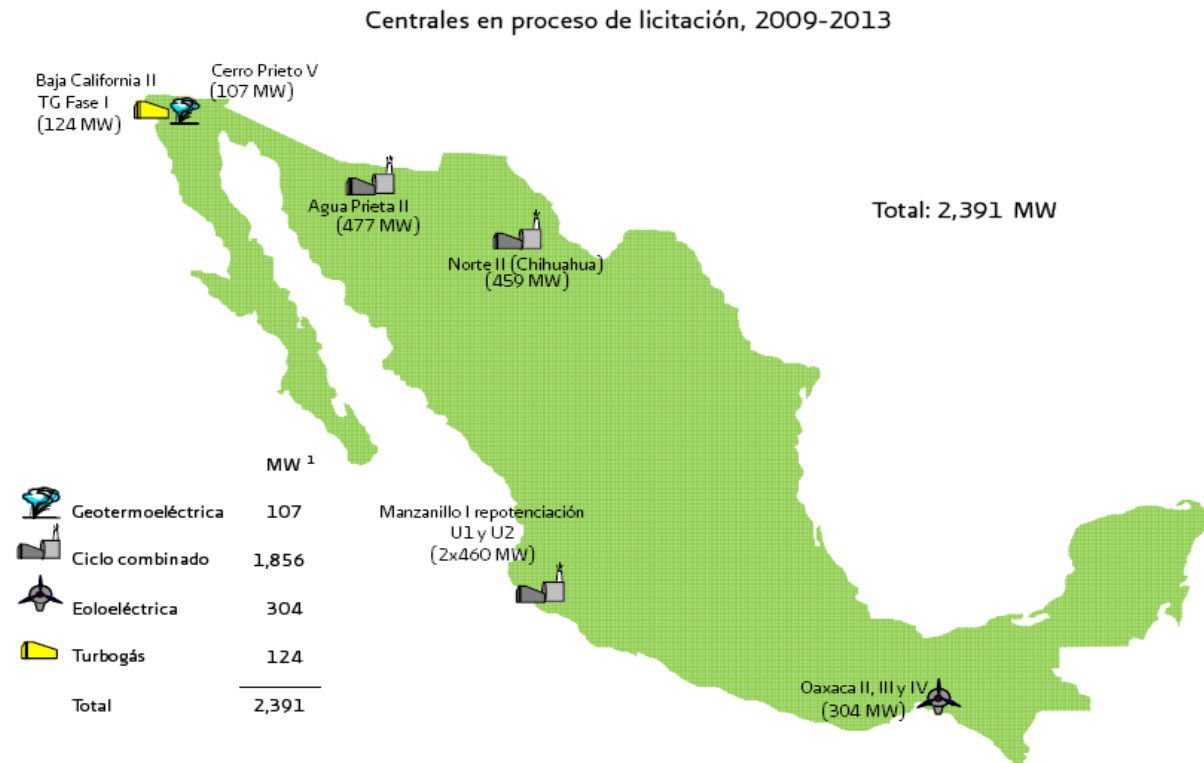 Centrales en proceso de licitación, 2009-2013
Baja California II
TG Fase I
(124 MW)
Cerro Prieto V
(107 MW)
Agua Prieta II
(477 MW)
Norte II (Chihuahua)
(459 MW)
Total: 2,391 MW
MW ¹
Geotermoeléctrica 107
Ciclo combinado 1,856
Eoloeléctrica 304
Turbogás 124
Total 2,391
Manzanillo I repotenciación
U1 y U2
(2x460 MW)
Oaxaca II, III y IV
(304 MW)